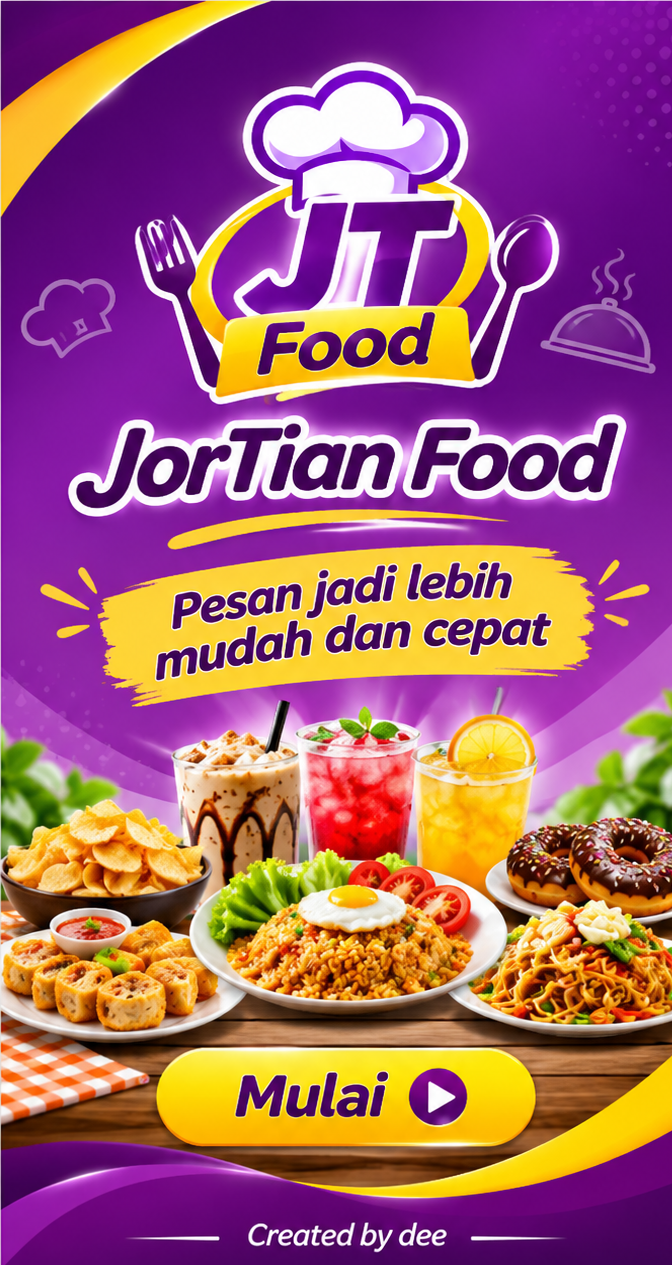 JT
Food
JorTian Food
Pesan jadi lebih
mudah dan cepat
Mulai
Created by dee